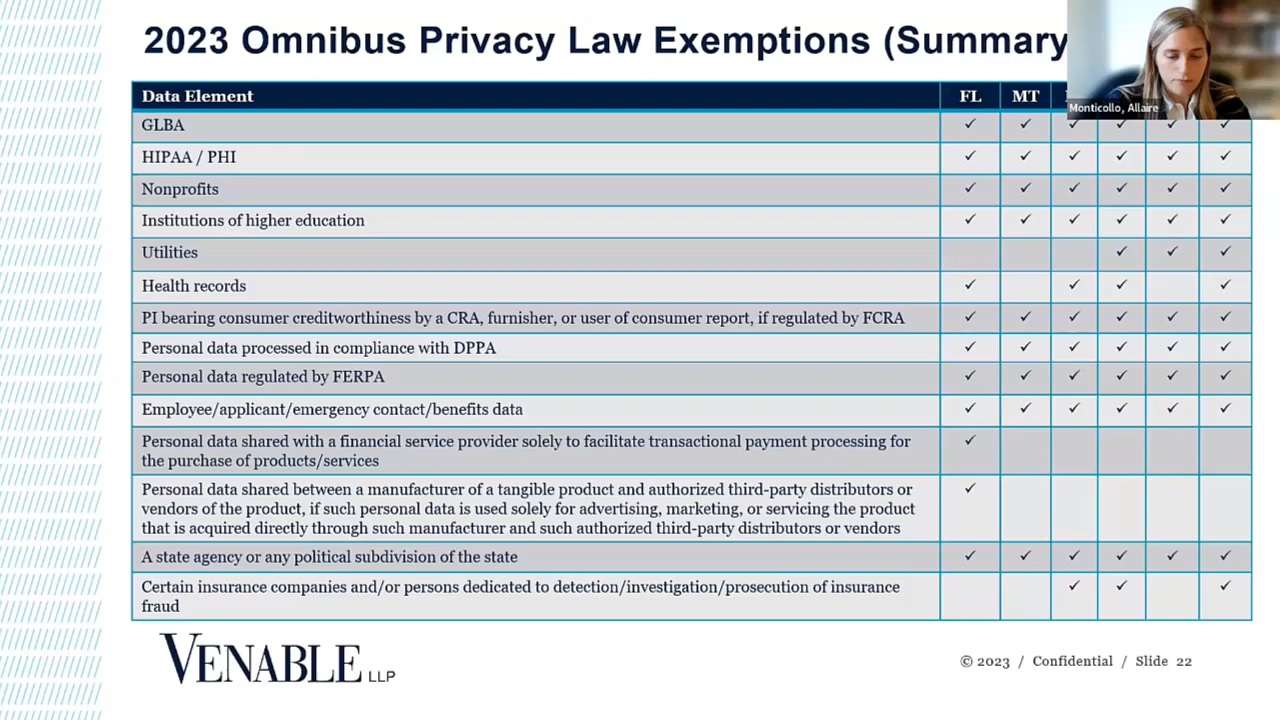 2023 Omnibus Privacy Law Exemptions (Summary
Monticollo, Allaire
Data Element FL MT
GLBA ✓ ✓ ✓ ✓ ✓ ✓
HIPAA / PHI ✓ ✓ ✓ ✓ ✓ ✓
Nonprofits ✓ ✓ ✓ ✓ ✓ ✓
Institutions of higher education ✓ ✓ ✓ ✓ ✓ ✓
Utilities ✓ ✓ ✓
Health records ✓ ✓ ✓ ✓
PI bearing consumer creditworthiness by a CRA, furnisher, or user of consumer report, if regulated by FCRA ✓ ✓ ✓ ✓ ✓ ✓
Personal data processed in compliance with DPPA ✓ ✓ ✓ ✓ ✓ ✓
Personal data regulated by FERPA ✓ ✓ ✓ ✓ ✓ ✓
Employee/applicant/emergency contact/benefits data ✓ ✓ ✓ ✓ ✓ ✓
Personal data shared with a financial service provider solely to facilitate transactional payment processing for ✓
the purchase of products/services
Personal data shared between a manufacturer of a tangible product and authorized third-party distributors or ✓
vendors of the product, if such personal data is used solely for advertising, marketing, or servicing the product
that is acquired directly through such manufacturer and such authorized third-party distributors or vendors
A state agency or any political subdivision of the state ✓ ✓ ✓ ✓ ✓ ✓
Certain insurance companies and/or persons dedicated to detection/investigation/prosecution of insurance ✓ ✓ ✓
fraud
VENABLE LLP
© 2023 / Confidential / Slide 22